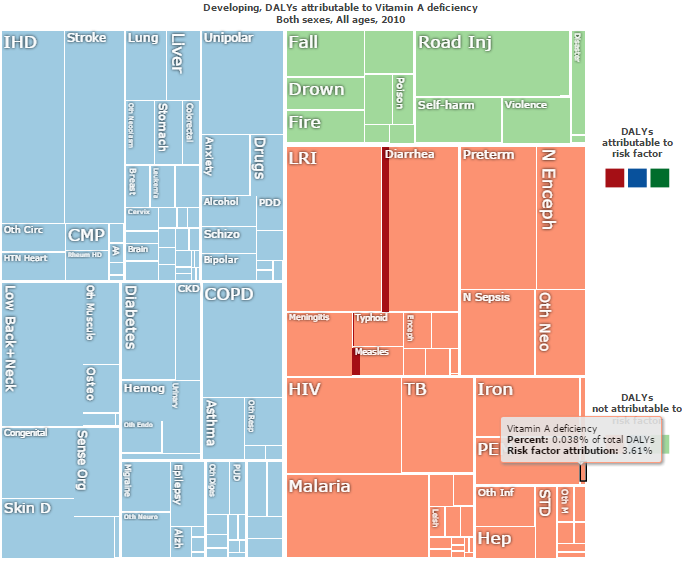 Developing, DALYs attributable to Vitamin A deficiency
Both sexes, All ages, 2010
IHD
Stroke
Lung
Liver
Unipolar
Oth Neoplasm
Stomach
Colorectal
Breast
Leukemia
Cervix
Brain
Anxiety
Drugs
Alcohol
PDD
Schizo
Bipolar
Oth Circ
HTN Heart
CMP
Rheum HD
AA
Low Back+Neck
Oth Musculo
Osteo
Congenital
Sense Org
Skin D
Diabetes
CKD
Hemog
Urinary
Oth Endo
COPD
Asthma
Oth Resp
Migraine
Epilepsy
Oth Neuro
Alzh
Oth Diges
PUD
Fall
Drown
Fire
Poison
Road Inj
Disaster
Self-harm
Violence
LRI
Diarrhea
Preterm
N Enceph
N Sepsis
Oth Neo
Meningitis
Typhoid
Enceph
Measles
HIV
TB
Malaria
Leish
Iron
PE
Vitamin A deficiency
Percent: 0.038% of total DALYs
Risk factor attribution: 3.61%
Oth Inf
STD
Oth M
Hep
DALYs
attributable to
risk factor
DALYs
not attributable to
risk factor